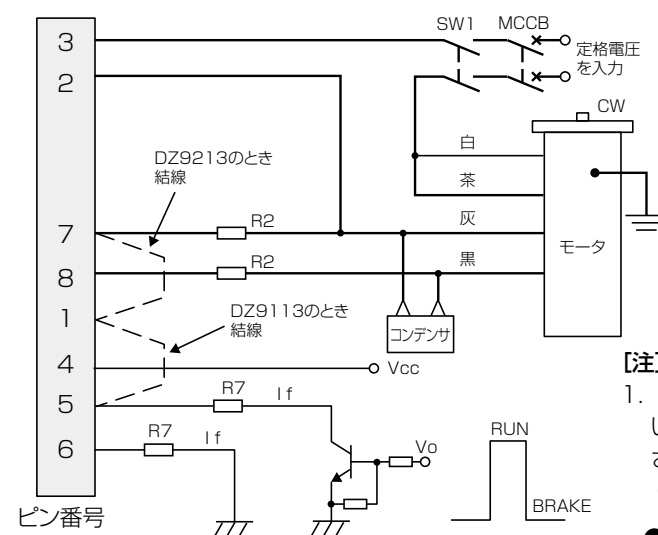 3
SW1 MCCB
定格電圧
を入力
2
CW
DZ9213のとき
結線
白
茶
7
R2
灰
モータ
8
R2
黒
1
DZ9113のとき
結線
コンデンサ
4
Vcc
[注]
1.
い
5
R7
If
6
R7
If
Vo
RUN
BRAKE
ピン番号